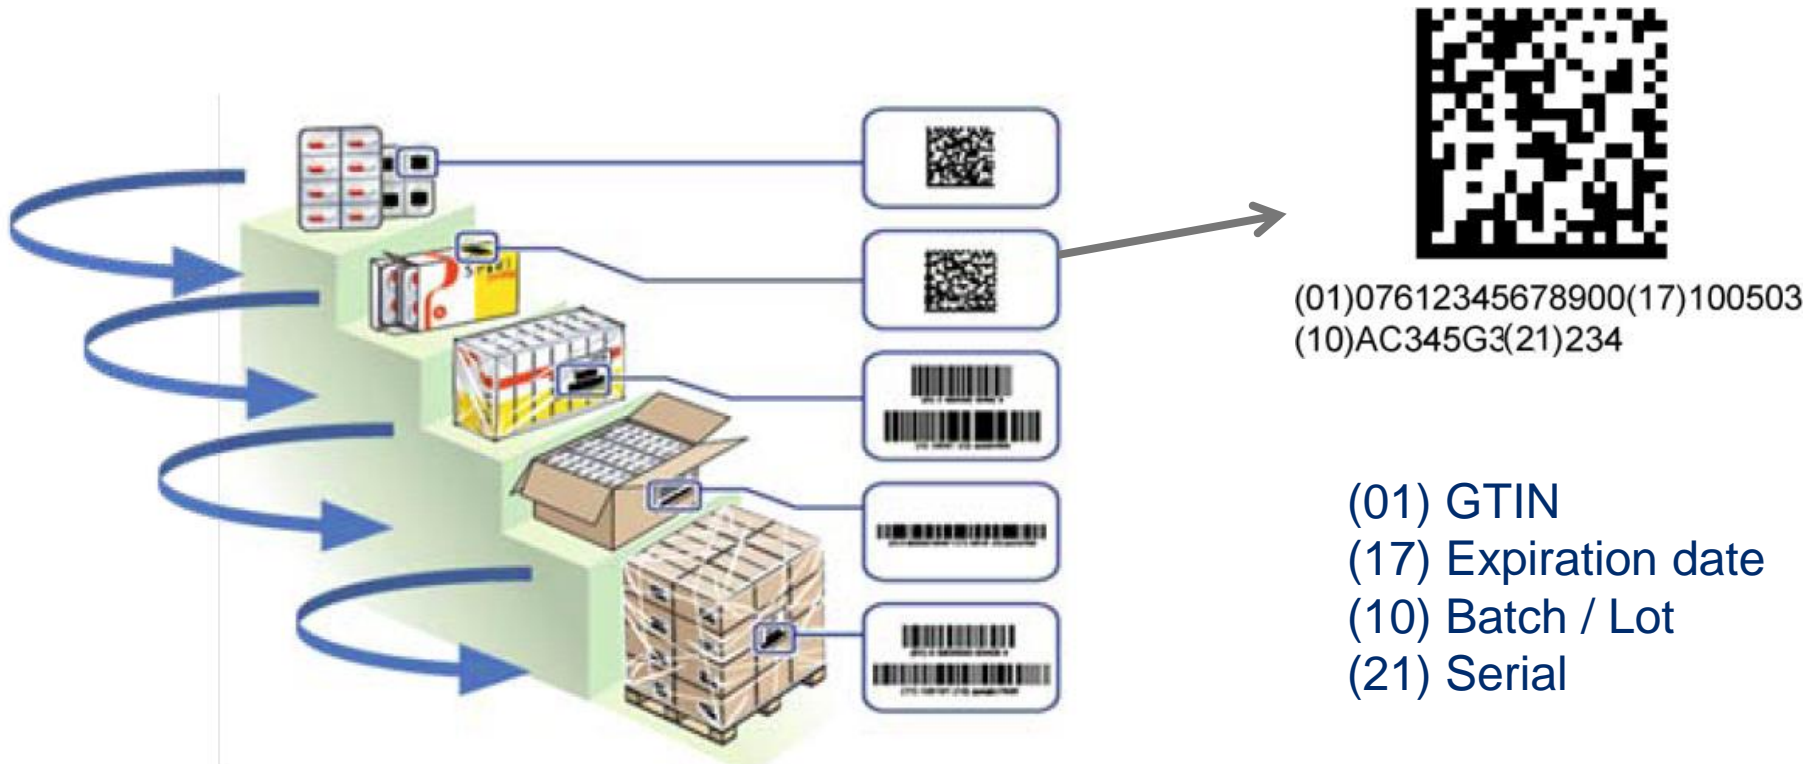 (01)07612345678900(17)100503
(10)AC345G3(21)234
(01) GTIN
(17) Expiration date
(10) Batch / Lot
(21) Serial